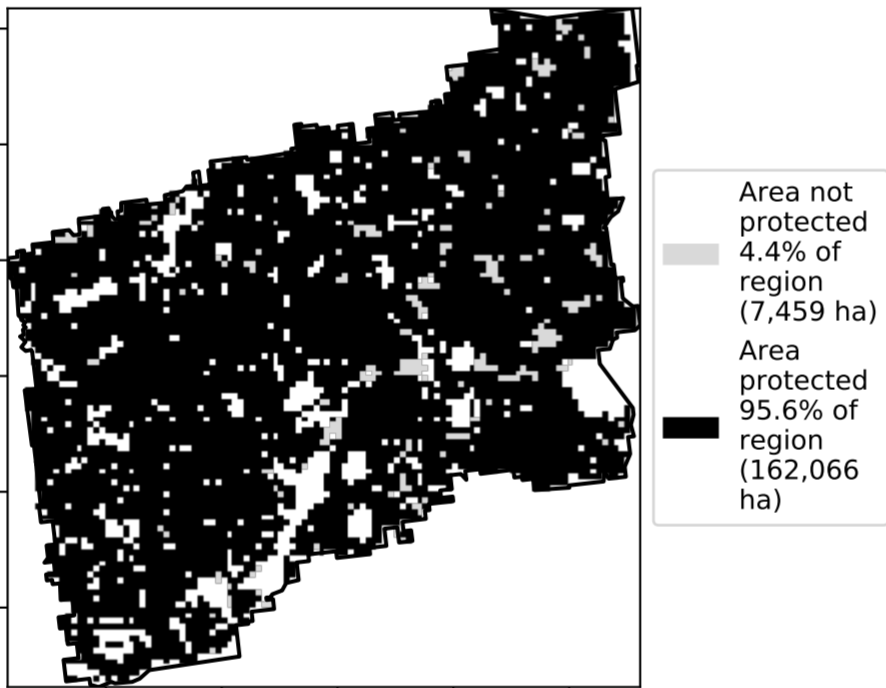 Area not
protected
4.4% of
region
(7,459 ha)
Area
protected
95.6% of
region
(162,066
ha)